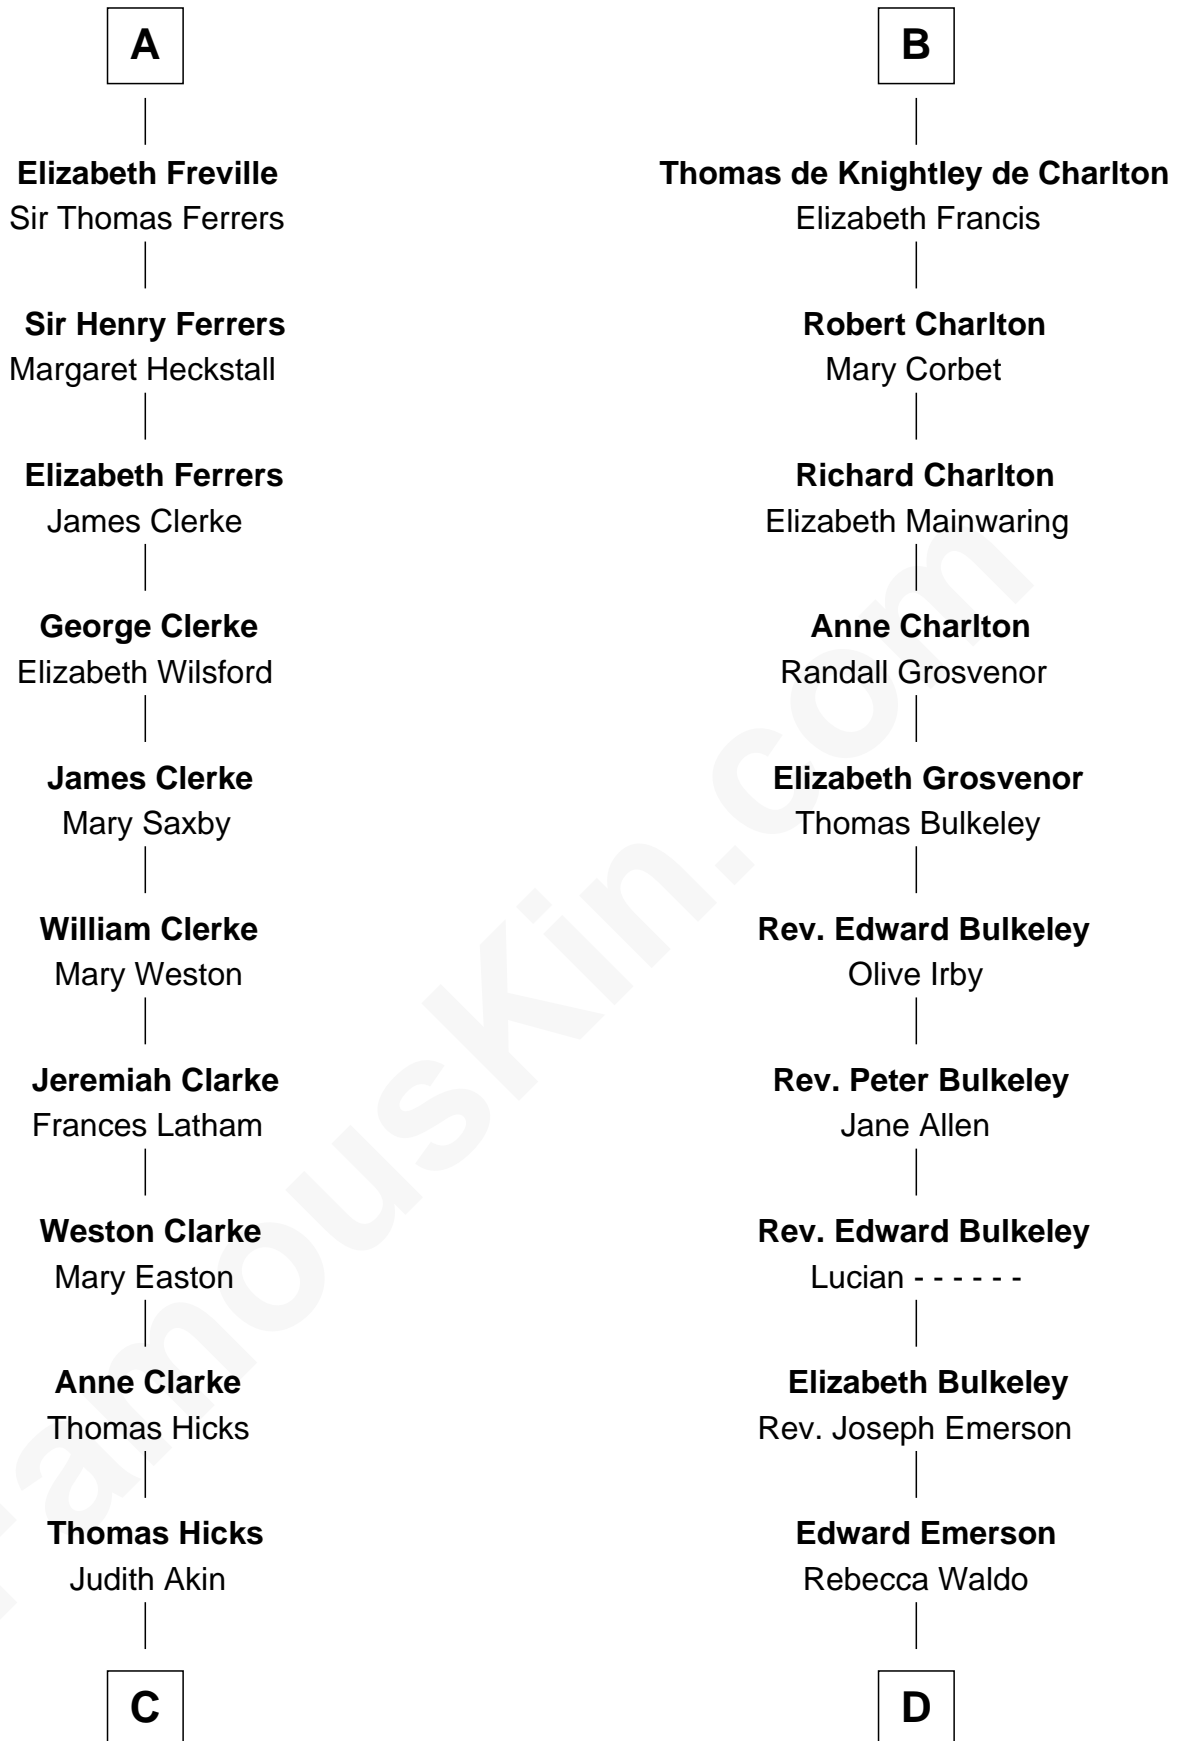 A
Elizabeth Freville
Sir Thomas Ferrers
Sir Henry Ferrers
Margaret Heckstall
Elizabeth Ferrers
James Clerke
George Clerke
Elizabeth Wilsford
James Clerke
Mary Saxby
William Clerke
Mary Weston
Jeremiah Clarke
Frances Latham
Weston Clarke
Mary Easton
Anne Clarke
Thomas Hicks
Thomas Hicks
Judith Akin
C
B
Thomas de Knightley de Charlton
Elizabeth Francis
Robert Charlton
Mary Corbet
Richard Charlton
Elizabeth Mainwaring
Anne Charlton
Randall Grosvenor
Elizabeth Grosvenor
Thomas Bulkeley
Rev. Edward Bulkeley
Olive Irby
Rev. Peter Bulkeley
Jane Allen
Rev. Edward Bulkeley
Lucian - - - - - -
Elizabeth Bulkeley
Rev. Joseph Emerson
Edward Emerson
Rebecca Waldo
D
FamousKin.com